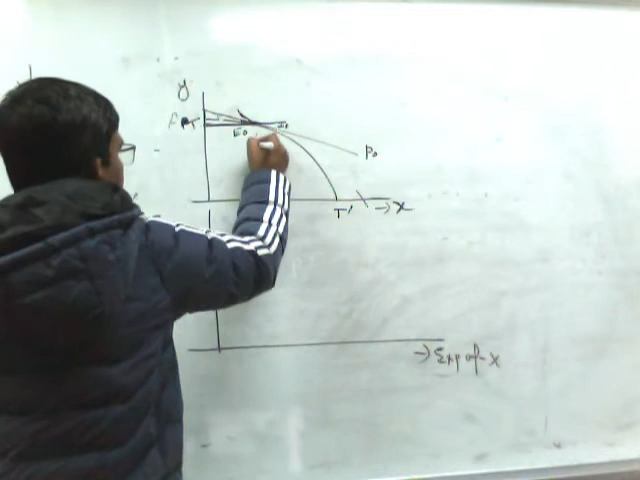 y
E₀
P₀
T'
→x
→Exp of-x